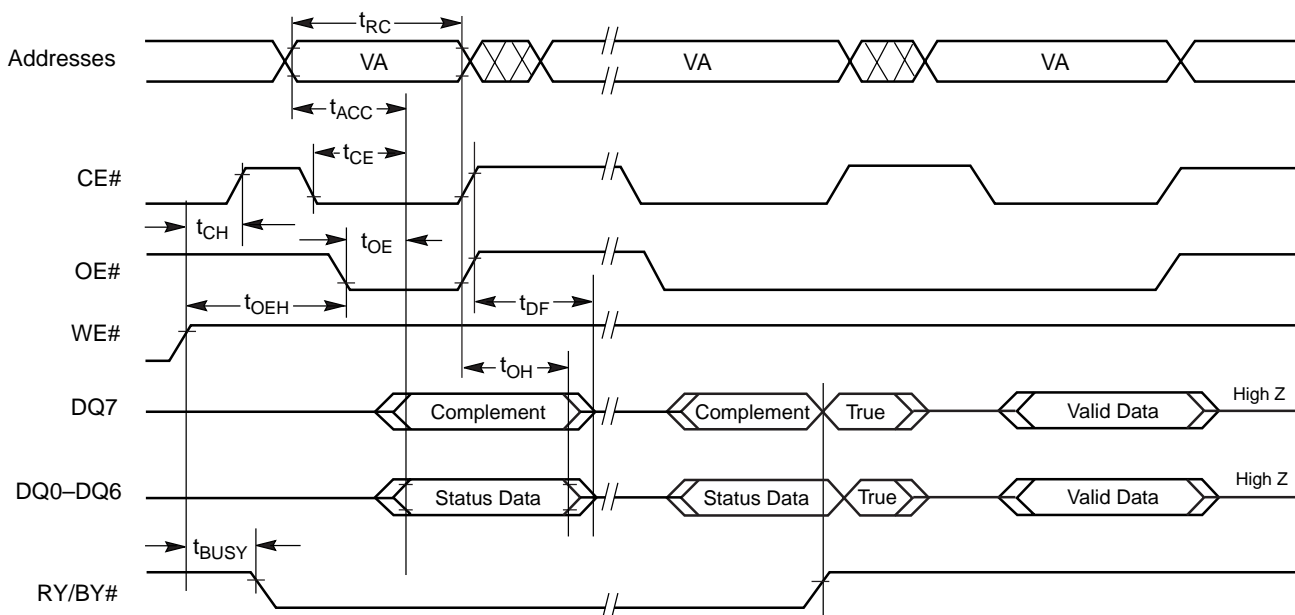 tRC
Addresses VA VA VA
tACC
tCE
CE#
tCH tOE
OE#
tOEH tDF
WE#
tOH
DQ7 Complement Complement True Valid Data High Z
DQ0–DQ6 Status Data Status Data True Valid Data High Z
tBUSY
RY/BY#